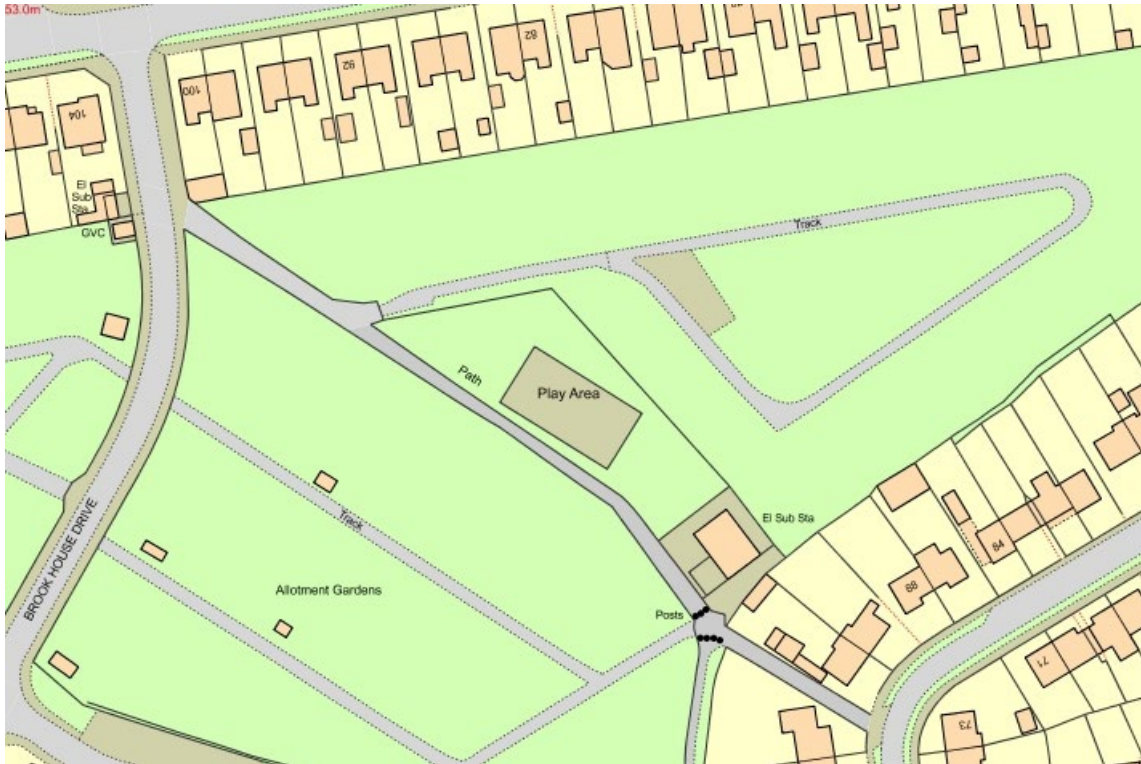 53.0m
100
92
82
104
El
Sub
Sta
GVC
Track
Path
Play Area
El Sub Sta
Track
BROOK HOUSE DRIVE
Allotment Gardens
Posts
84
88
71
73